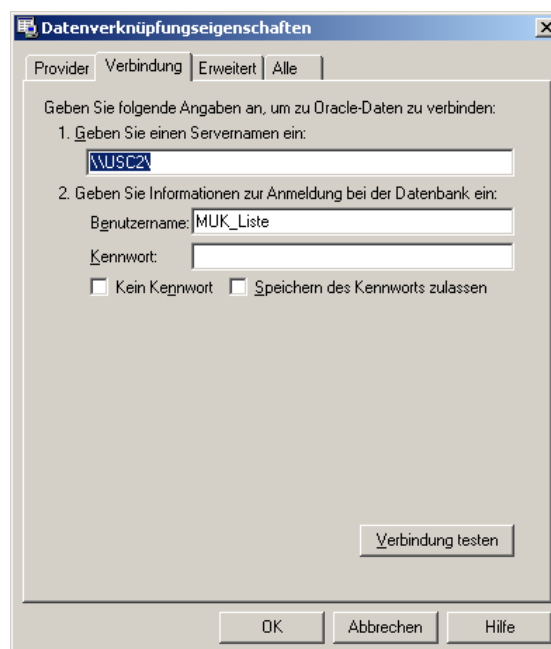 Datenverknüpfungseigenschaften
Provider Verbindung Erweitert Alle
Geben Sie folgende Angaben an, um zu Oracle-Daten zu verbinden:
1. Geben Sie einen Servernamen ein:
\\USC2\
2. Geben Sie Informationen zur Anmeldung bei der Datenbank ein:
Benutzername: MUK_Liste
Kennwort:
Kein Kennwort Speichern des Kennworts zulassen
Verbindung testen
OK Abbrechen Hilfe